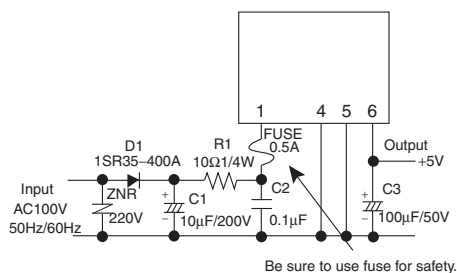 1 4 5 6
FUSE
0.5A
D1
1SR35–400A
R1
10Ω1/4W
Output
+5V
Input
AC100V
50Hz/60Hz
ZNR
220V
+
C1
–
10μF/200V
C2
0.1μF
+
C3
–
100μF/50V
Be sure to use fuse for safety.